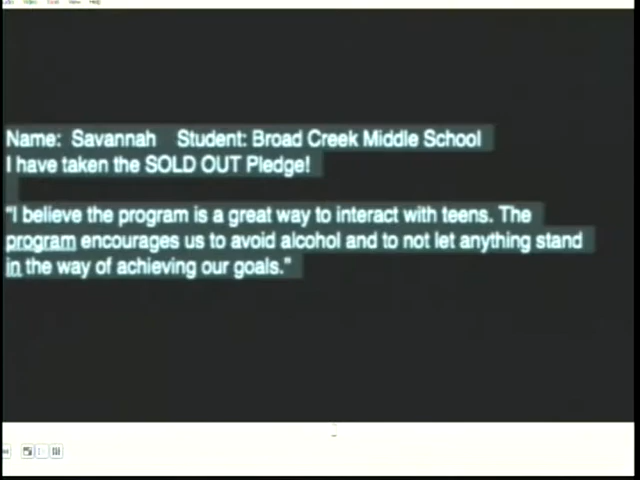 Name: Savannah Student: Broad Creek Middle School
I have taken the SOLD OUT Pledge!
"I believe the program is a great way to interact with teens. The
program encourages us to avoid alcohol and to not let anything stand
in the way of achieving our goals."